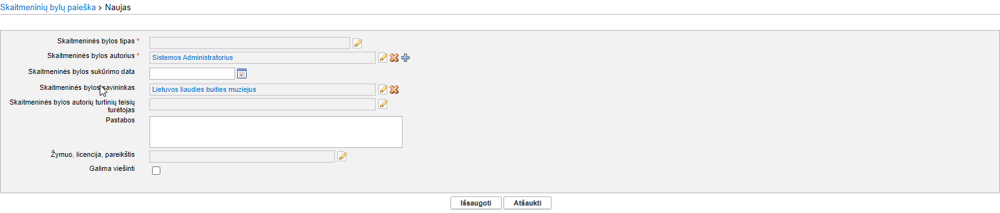 Skaitmeninių bylų paieška › Naujas
Skaitmeninės bylos tipas *
Skaitmeninės bylos autorius * Sistemos Administratorius
Skaitmeninės bylos sukūrimo data
Skaitmeninės bylos savininkas Lietuvos liaudies buities muziejus
Skaitmeninės bylos autorių turtinių teisių
turėtojas
Pastabos
Žymuo, licencija, pareikštis
Galima viešinti
Išsaugoti Atšaukti